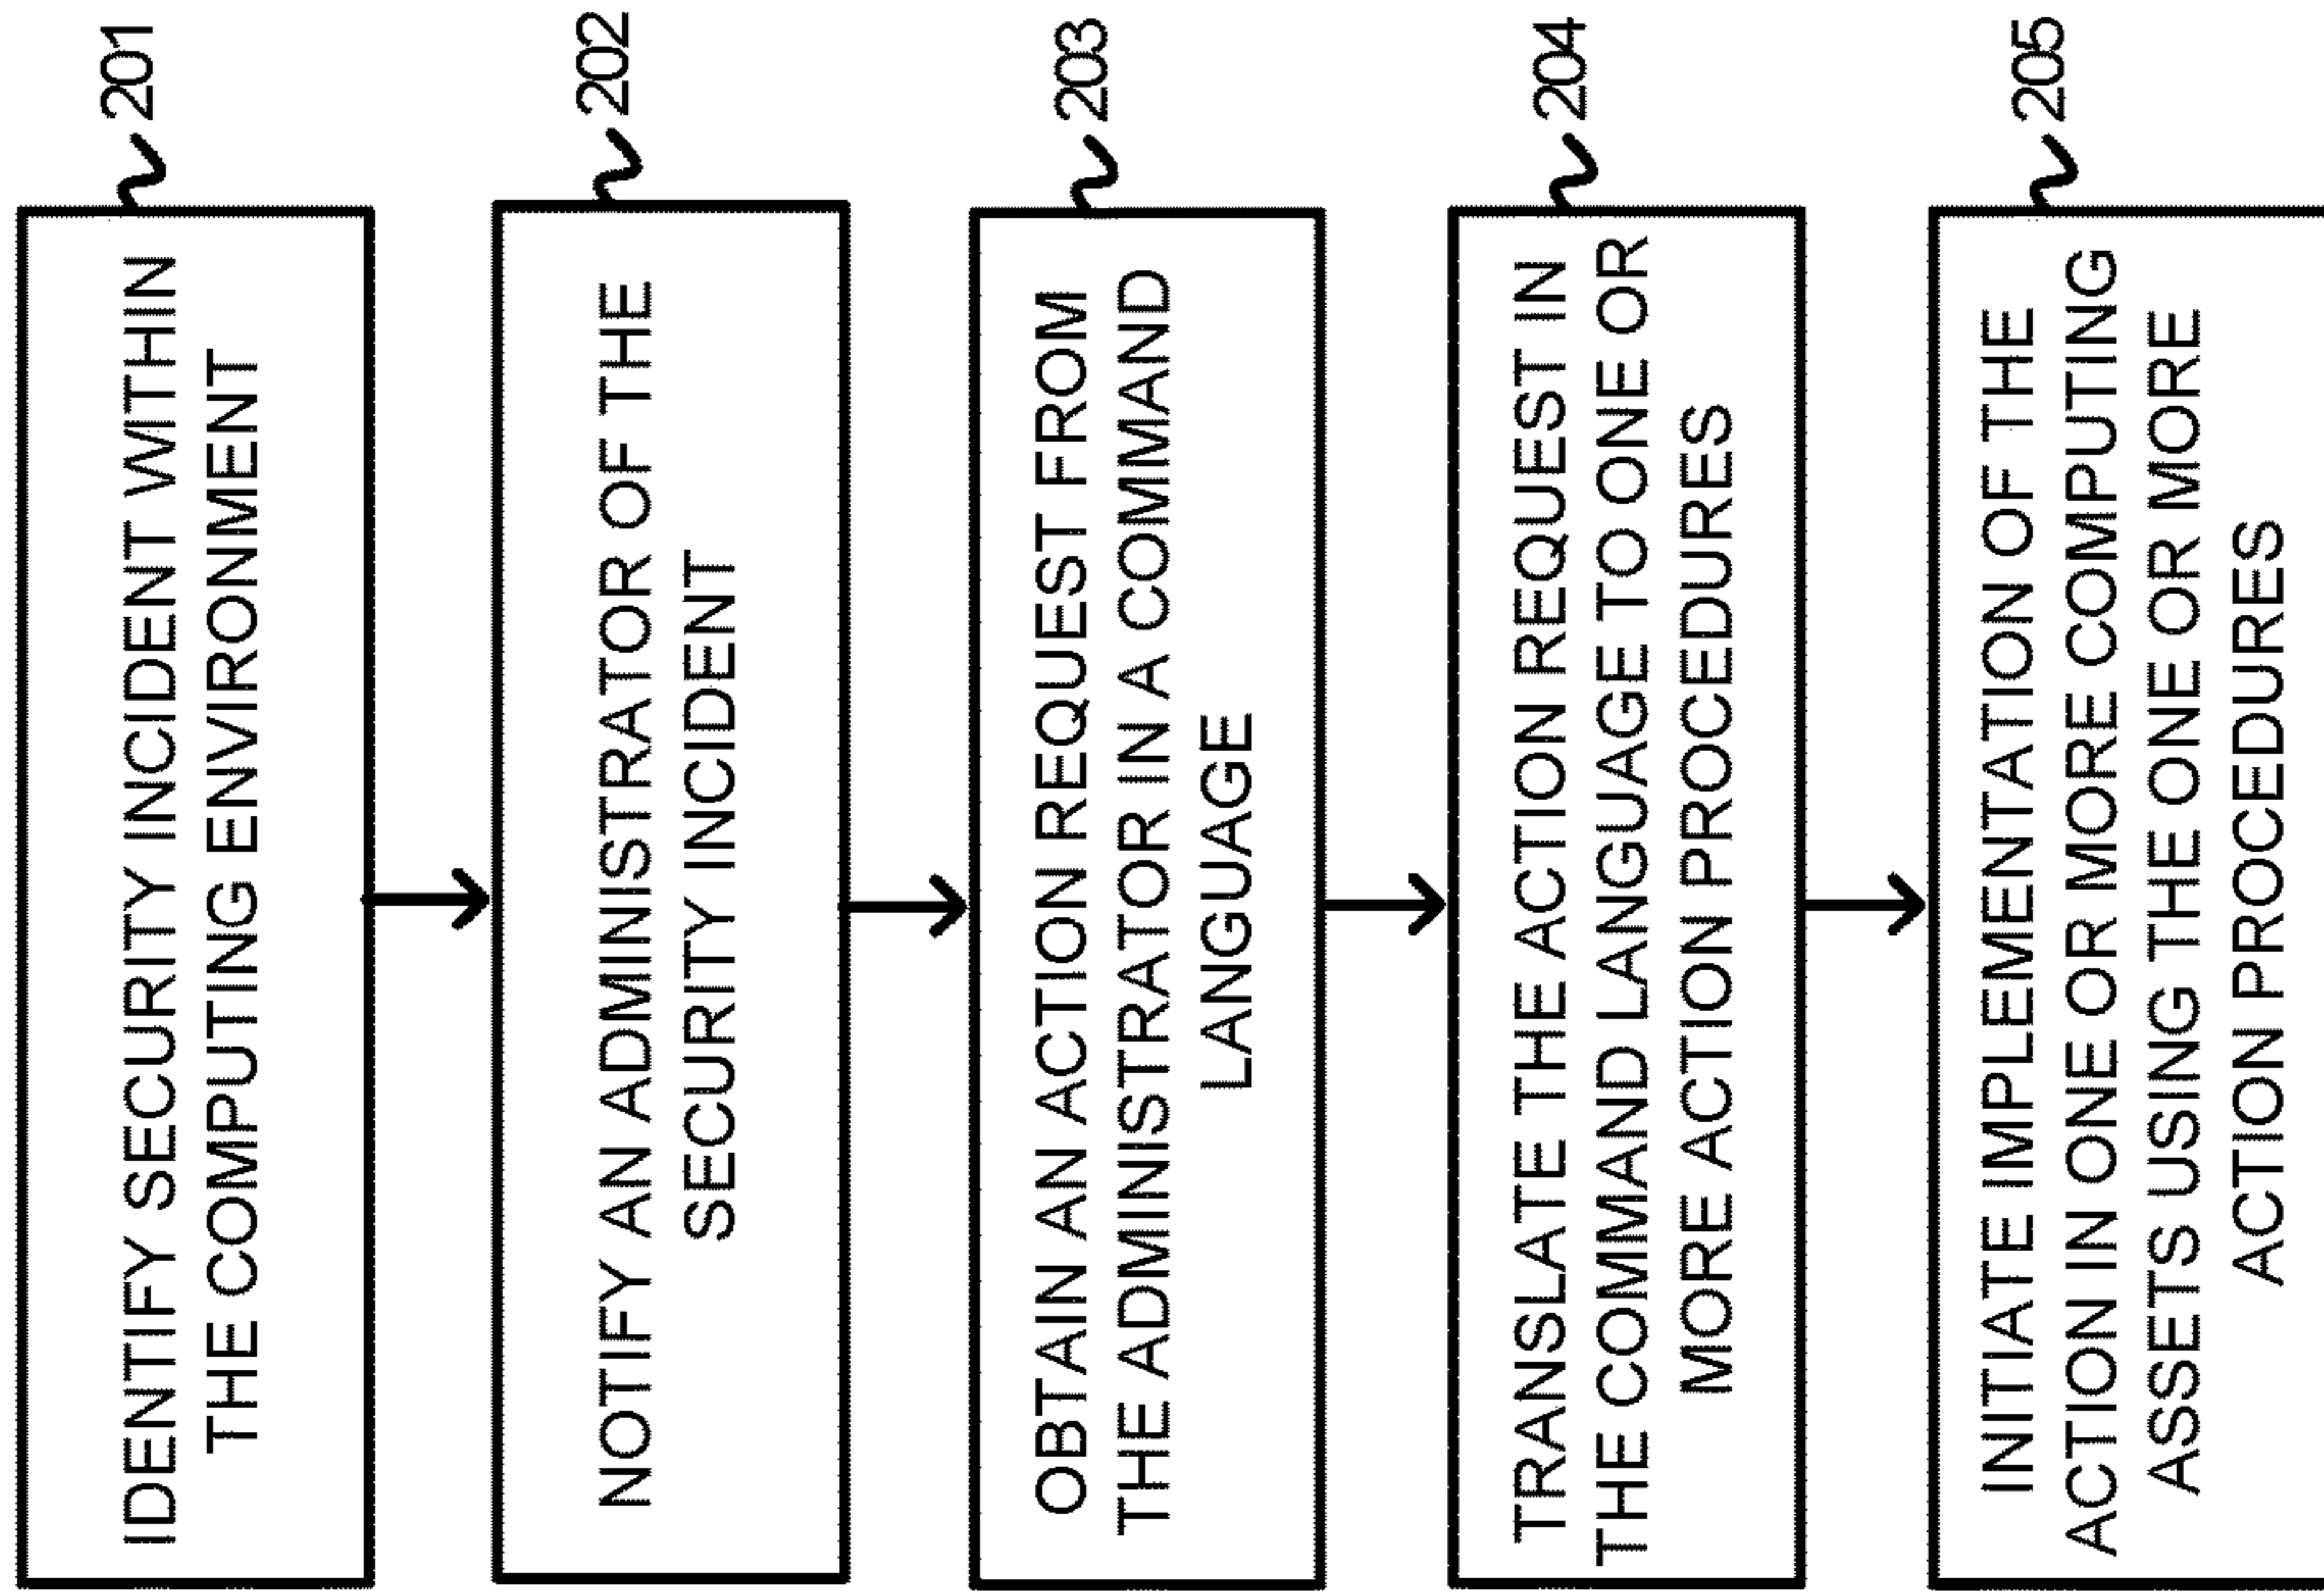 IDENTIFY SECURITY INCIDENT WITHIN
THE COMPUTING ENVIRONMENT
201
NOTIFY AN ADMINISTRATOR OF THE
SECURITY INCIDENT
202
OBTAIN AN ACTION REQUEST FROM
THE ADMINISTRATOR IN A COMMAND
LANGUAGE
203
TRANSLATE THE ACTION REQUEST IN
THE COMMAND LANGUAGE TO ONE OR
MORE ACTION PROCEDURES
204
INITIATE IMPLEMENTATION OF THE
ACTION IN ONE OR MORE COMPUTING
ASSETS USING THE ONE OR MORE
ACTION PROCEDURES
205